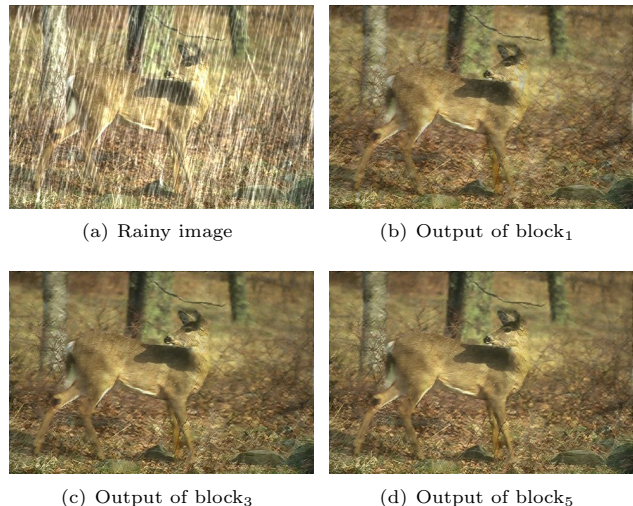 (a) Rainy image
(b) Output of block₁
(c) Output of block₃
(d) Output of block₅